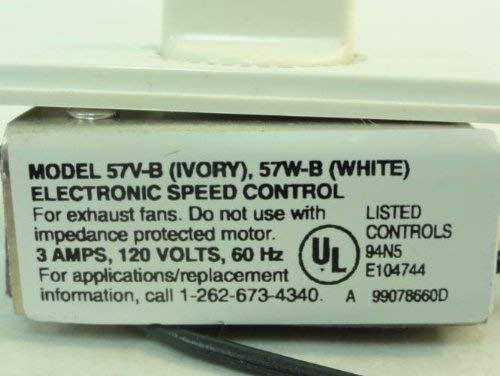 MODEL 57V-B (IVORY), 57W-B (WHITE)
ELECTRONIC SPEED CONTROL
For exhaust fans. Do not use with
impedance protected motor.
3 AMPS, 120 VOLTS, 60 Hz
For applications/replacement
information, call 1-262-673-4340.
UL
LISTED
CONTROLS
94N5
E104744
A 99078660D